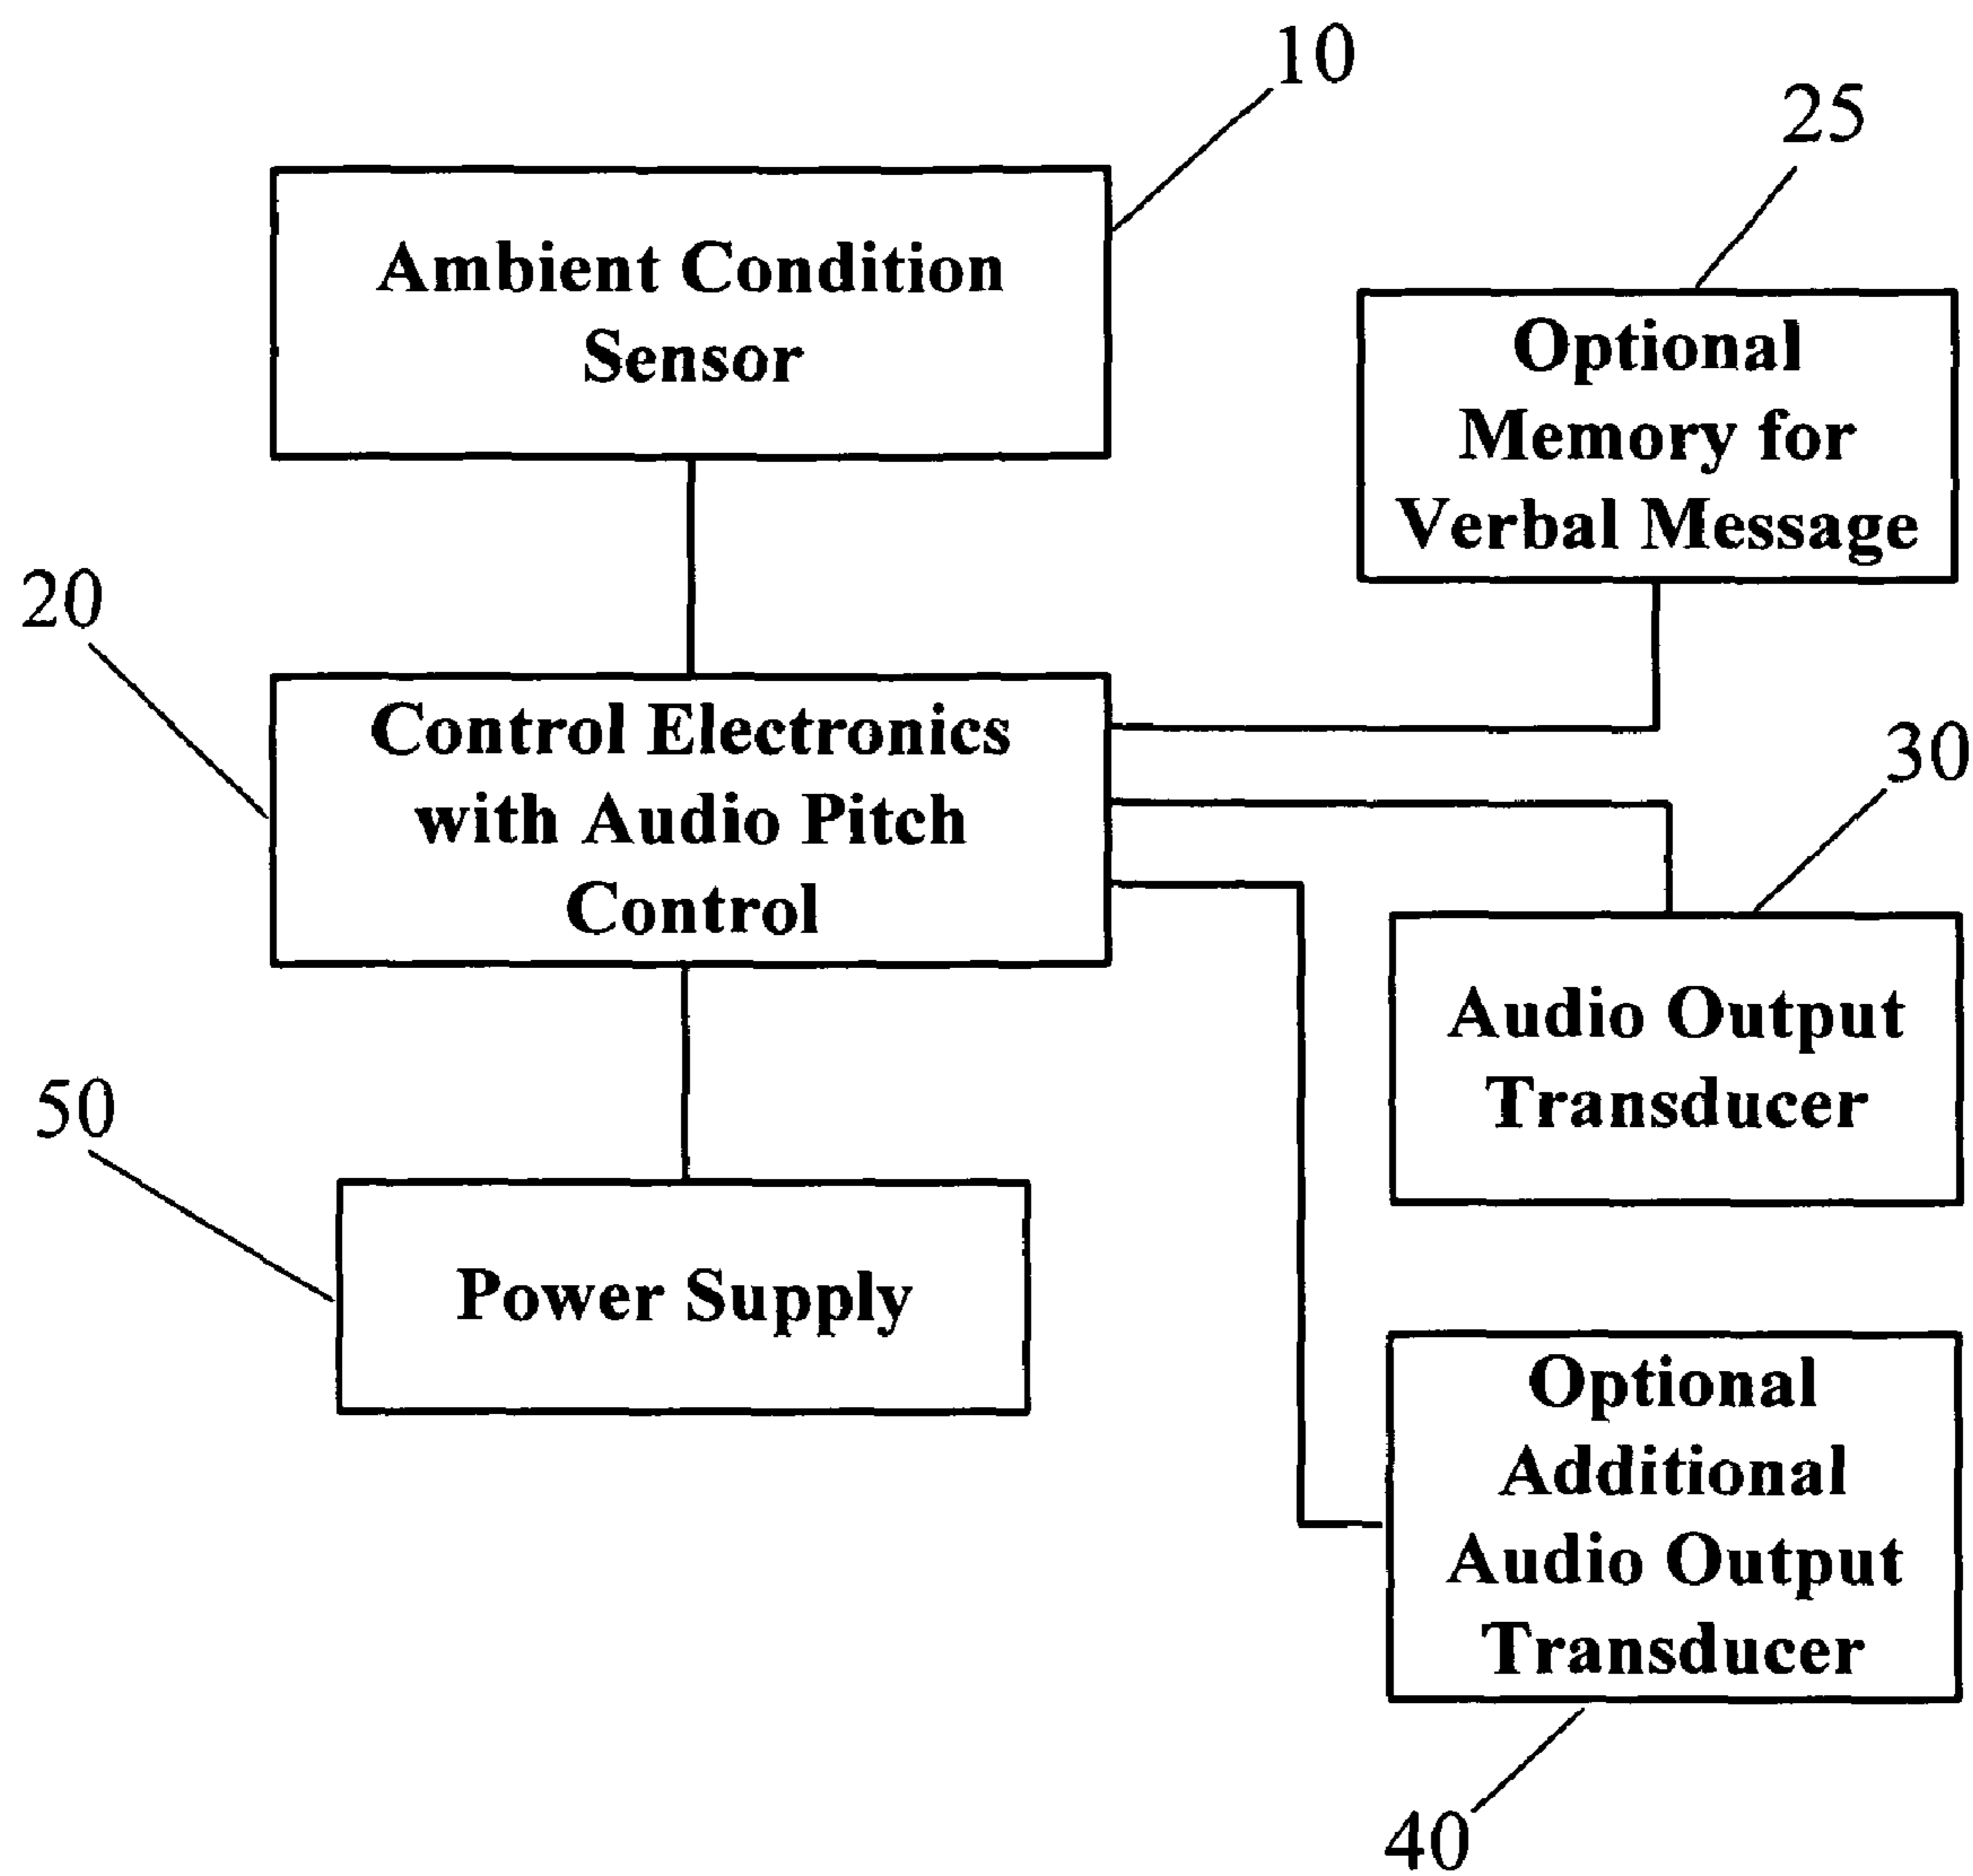 10
Ambient Condition
Sensor
25
Optional
Memory for
Verbal Message
20
Control Electronics
with Audio Pitch
Control
30
Audio Output
Transducer
50
Power Supply
Optional
Additional
Audio Output
Transducer
40